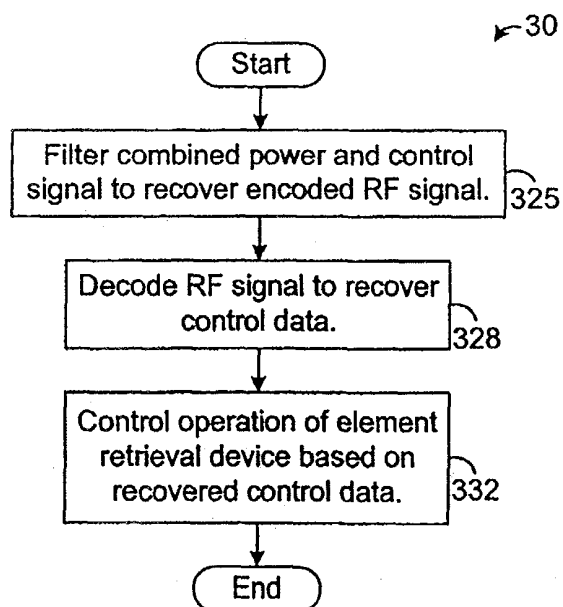 30
Start
Filter combined power and control
signal to recover encoded RF signal.
325
Decode RF signal to recover
control data.
328
Control operation of element
retrieval device based on
recovered control data.
332
End